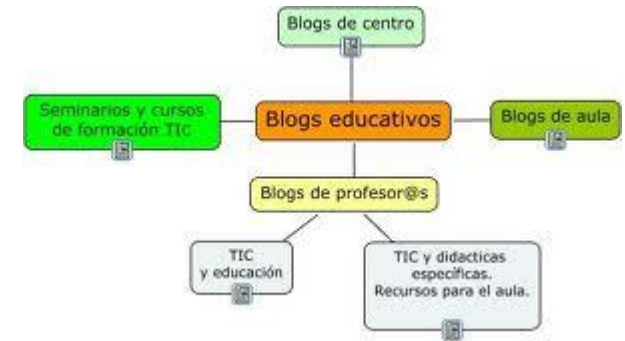 Blogs de centro
Seminarios y cursos
de formación TIC
Blogs educativos
Blogs de aula
Blogs de profesor@s
TIC
y educación
TIC y didacticas
específicas.
Recursos para el aula.